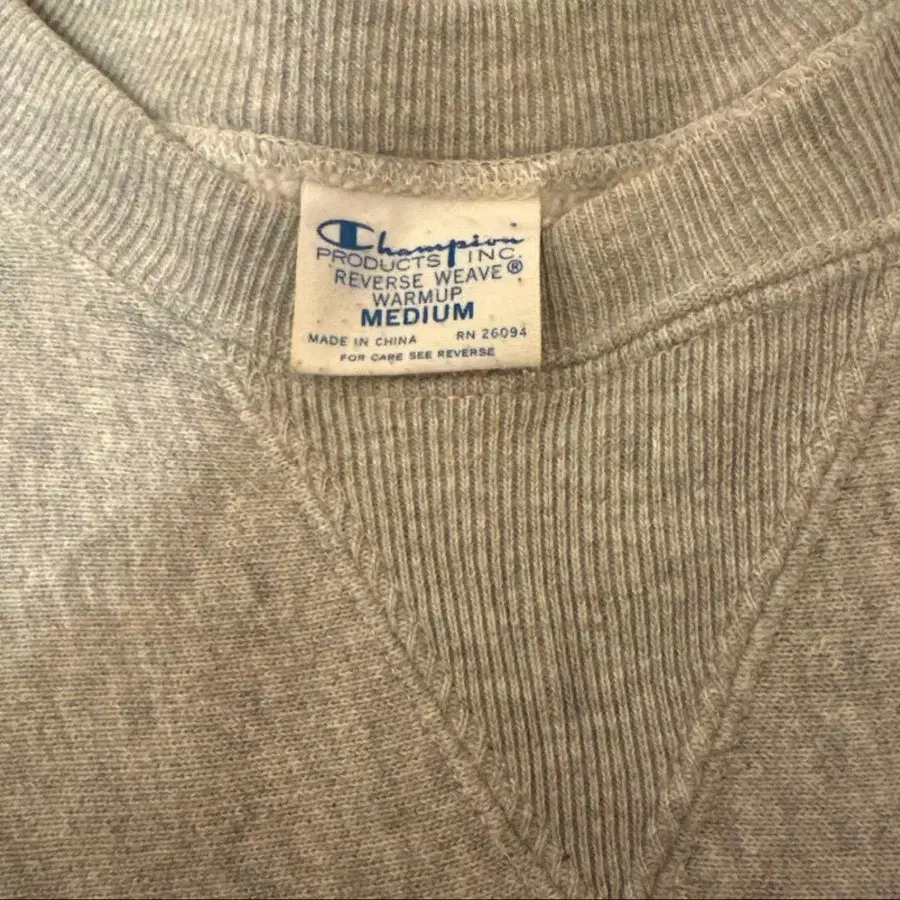 Champion
PRODUCTS INC.
REVERSE WEAVE®
WARMUP
MEDIUM
MADE IN CHINA RN 26094
FOR CARE SEE REVERSE